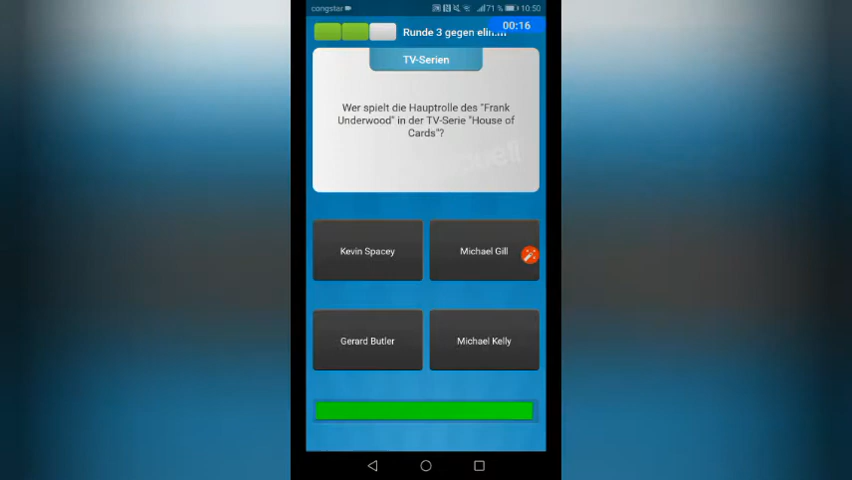 congstar
71 % 10:50
00:16
Runde 3 gegen
TV-Serien
Wer spielt die Hauptrolle des "Frank
Underwood" in der TV-Serie "House of
Cards"?
Kevin Spacey
Michael Gill
Gerard Butler
Michael Kelly